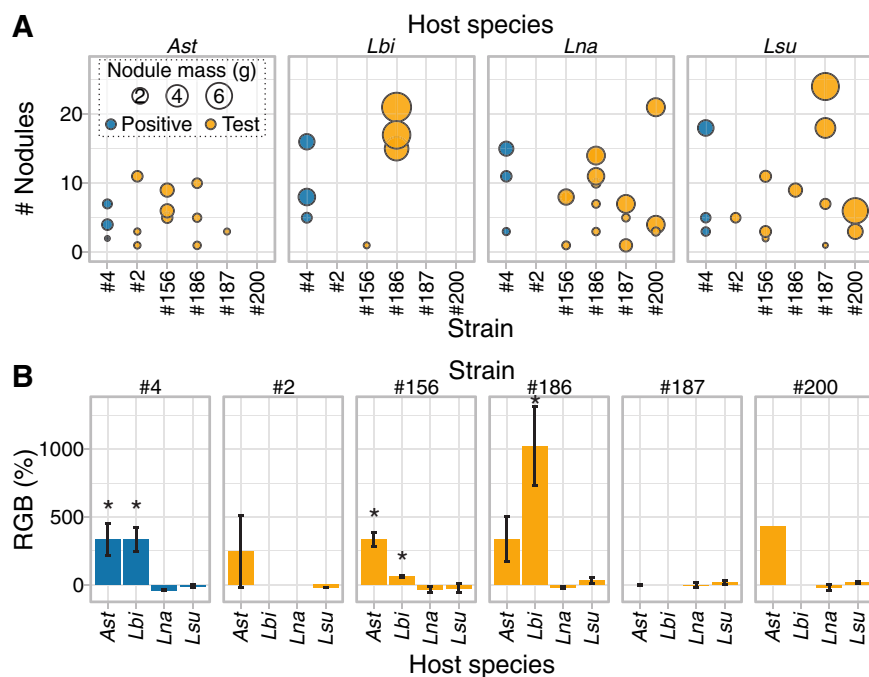 A
Host species
Ast Lbi Lna Lsu
Nodule mass (g)
2 4 6
Positive Test
# Nodules
20
10
0
#4 #2 #156 #186 #187 #200 #4 #2 #156 #186 #187 #200 #4 #2 #156 #186 #187 #200 #4 #2 #156 #186 #187 #200
Strain
B
Strain
#4 #2 #156 #186 #187 #200
RGB (%)
1000
500
0
* * * * *
Ast Lbi Lna Lsu Ast Lbi Lna Lsu Ast Lbi Lna Lsu Ast Lbi Lna Lsu Ast Lbi Lna Lsu Ast Lbi Lna Lsu
Host species